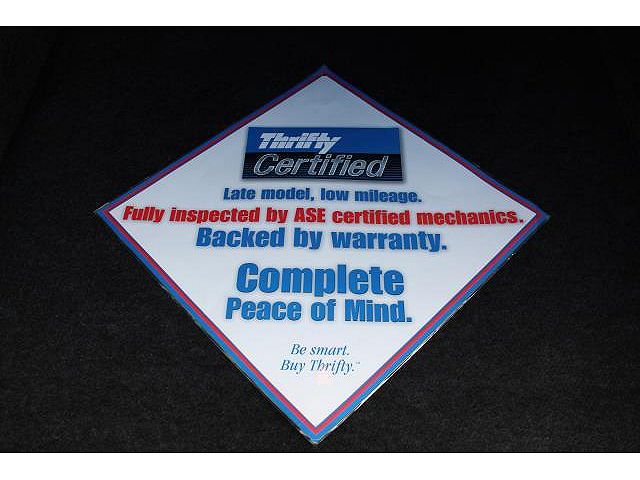 Thrifty
Certified
Late model, low mileage.
Fully inspected by ASE certified mechanics.
Backed by warranty.
Complete
Peace of Mind.
Be smart.
Buy Thrifty.™